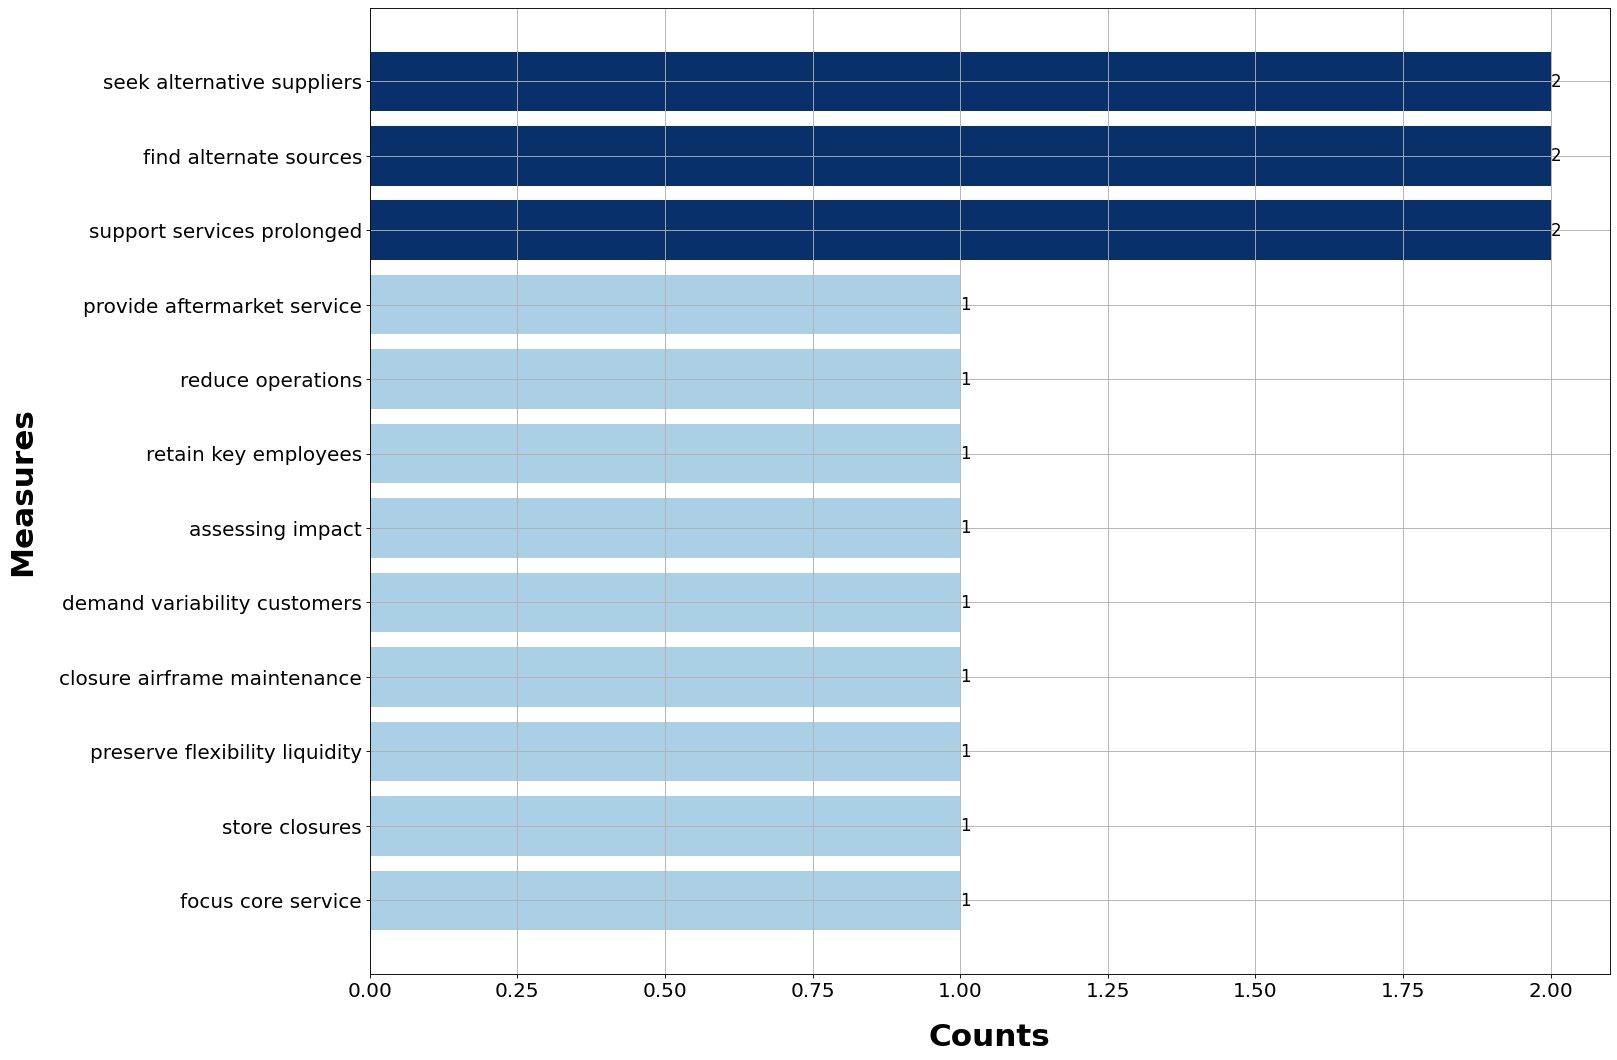 seek alternative suppliers 2
find alternate sources 2
support services prolonged 2
provide aftermarket service 1
reduce operations 1
retain key employees 1
assessing impact 1
demand variability customers 1
closure airframe maintenance 1
preserve flexibility liquidity 1
store closures 1
focus core service 1
Measures
0.00 0.25 0.50 0.75 1.00 1.25 1.50 1.75 2.00
Counts